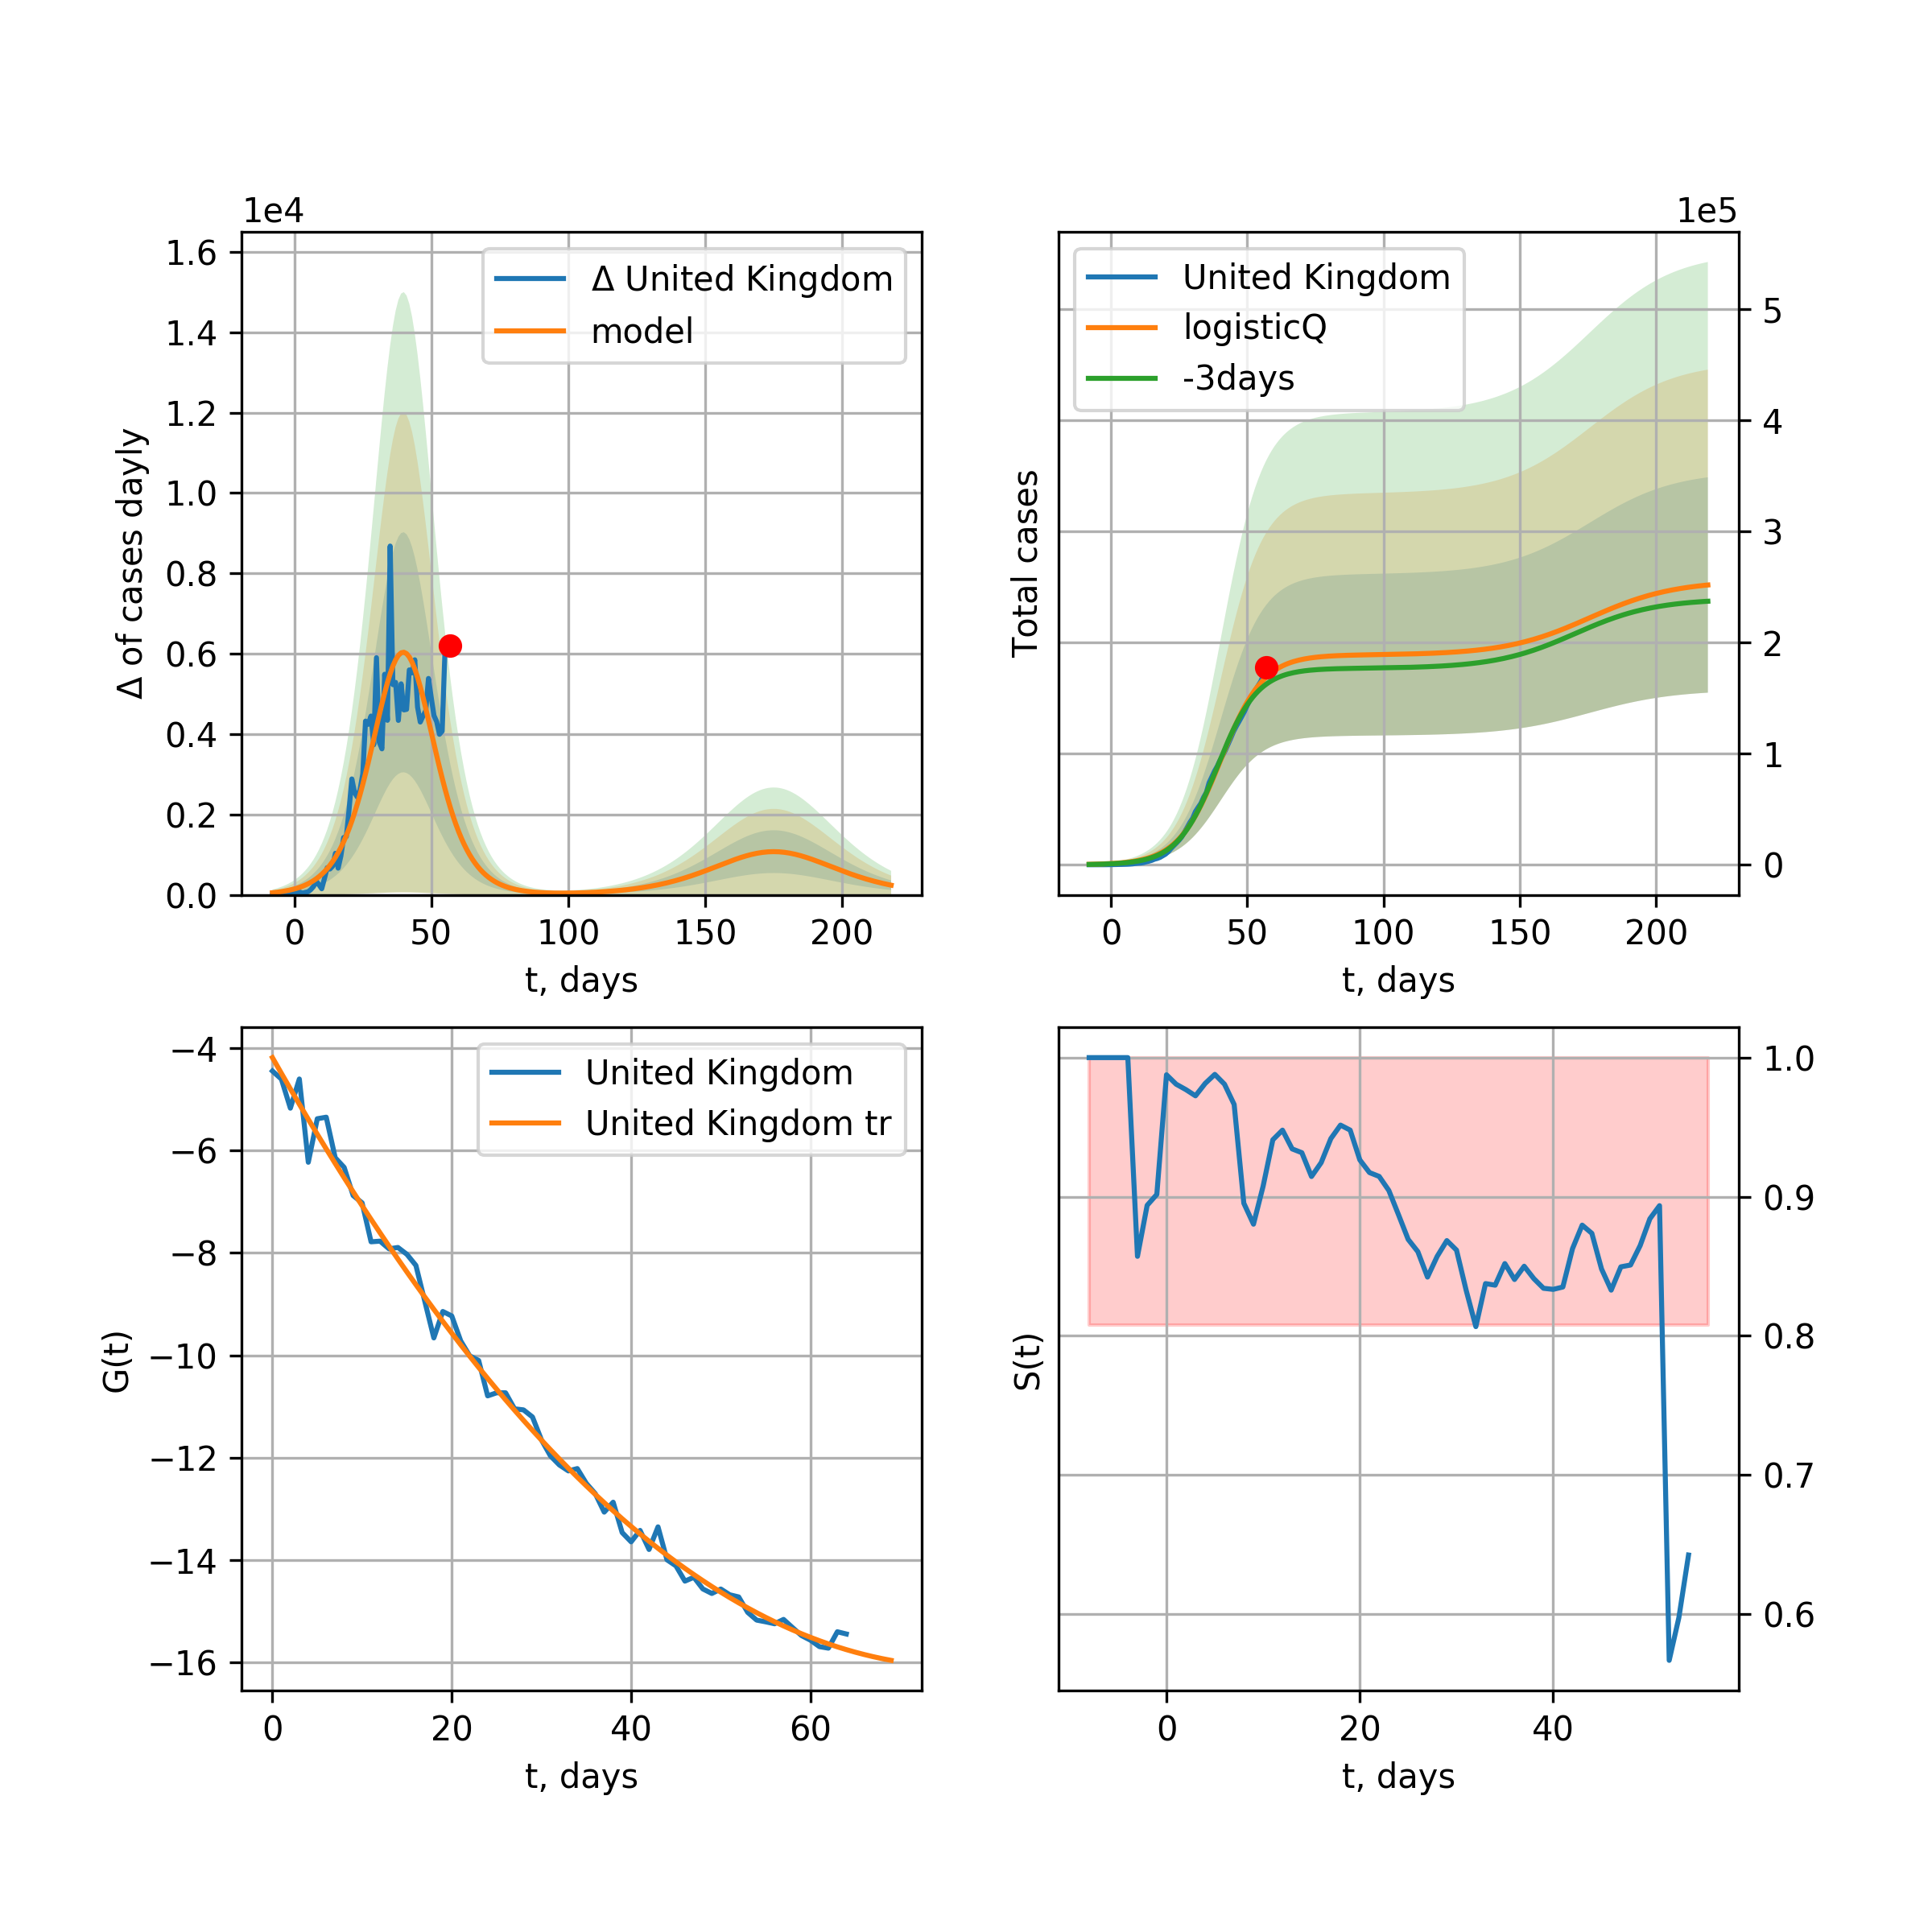 1e4
Δ of cases dayly
1.6
1.4
1.2
1.0
0.8
0.6
0.4
0.2
0.0
Δ United Kingdom
model
0 50 100 150 200
t, days
1e5
Total cases
United Kingdom
logisticQ
-3days
5
4
3
2
1
0
0 50 100 150 200
t, days
G(t)
−4
−6
−8
−10
−12
−14
−16
United Kingdom
United Kingdom tr
0 20 40 60
t, days
S(t)
1.0
0.9
0.8
0.7
0.6
0 20 40
t, days